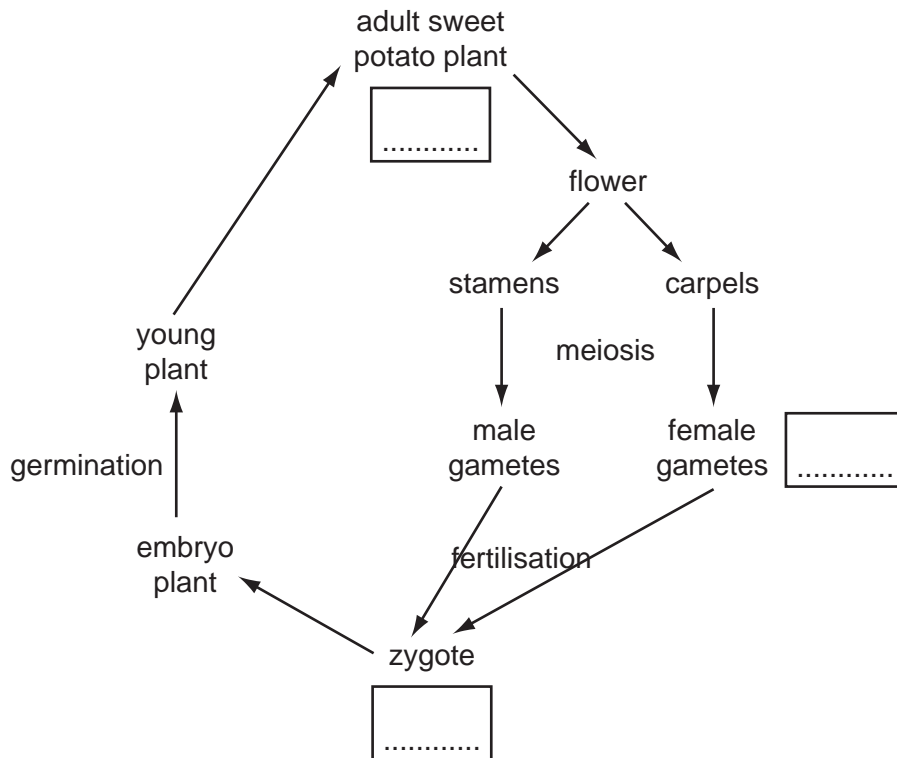 adult sweet
potato plant
............
flower
stamens
carpels
meiosis
young
plant
male
gametes
female
gametes
............
germination
embryo
plant
fertilisation
zygote
............